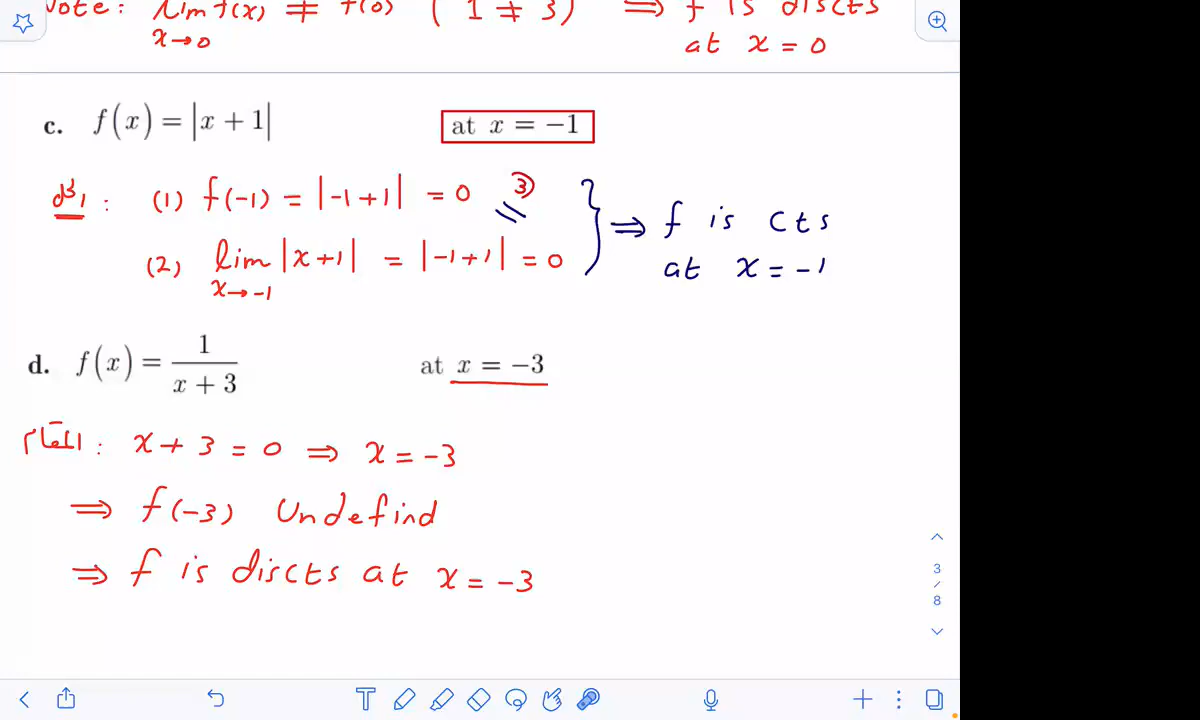 Note: lim f(x) ≠ f(0) ( 1 ≠ 3 ) ⟹ f is discts
x→0 at x = 0
c. f(x) = |x + 1| at x = −1
(1) f(-1) = |-1+1| = 0 ③
(2) lim |x+1| = |-1+1| = 0
x→-1
⟹ f is cts
at x = -1
d. f(x) = 1/(x + 3) at x = −3
المقام : x + 3 = 0 ⟹ x = -3
⟹ f(-3) Undefind
⟹ f is discts at x = -3
3
/
8